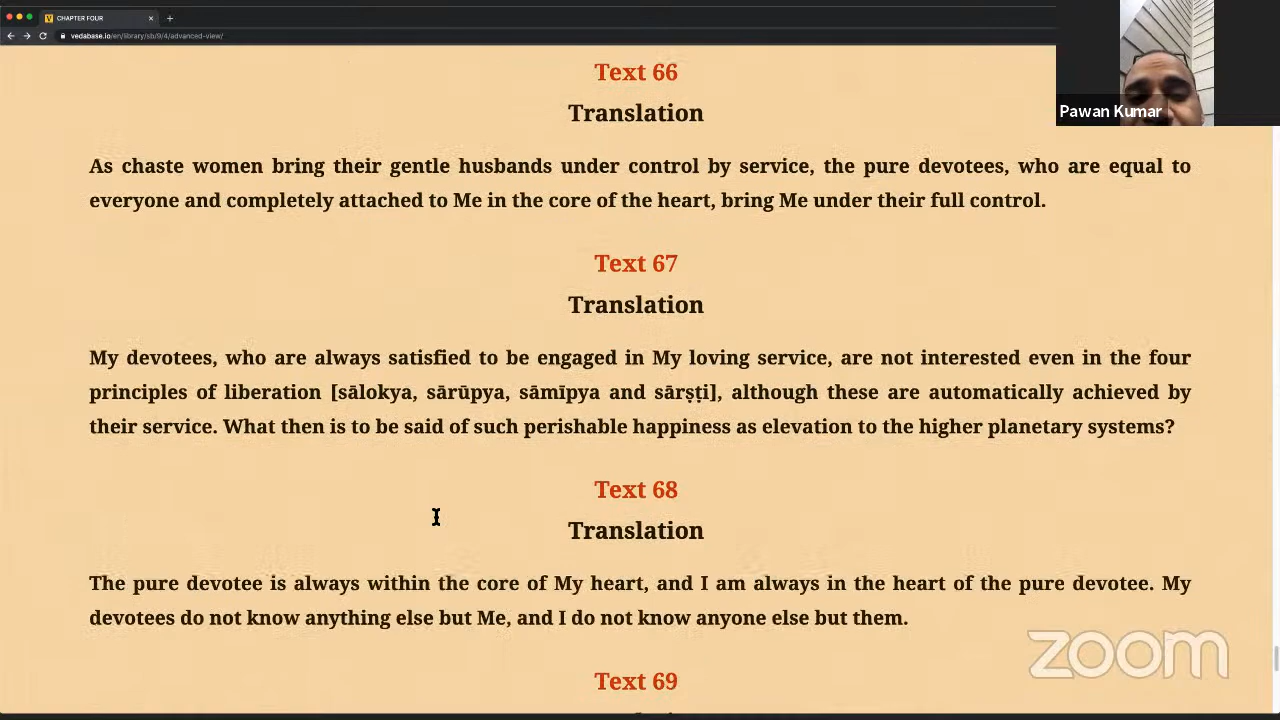 CHAPTER FOUR
vedabase.io/en/library/sb/9/4/advanced-view/
Pawan Kumar
Text 66
Translation
As chaste women bring their gentle husbands under control by service, the pure devotees, who are equal to
everyone and completely attached to Me in the core of the heart, bring Me under their full control.
Text 67
Translation
My devotees, who are always satisfied to be engaged in My loving service, are not interested even in the four
principles of liberation [sālokya, sārūpya, sāmīpya and sārṣṭi], although these are automatically achieved by
their service. What then is to be said of such perishable happiness as elevation to the higher planetary systems?
Text 68
Translation
The pure devotee is always within the core of My heart, and I am always in the heart of the pure devotee. My
devotees do not know anything else but Me, and I do not know anyone else but them.
zoom
Text 69